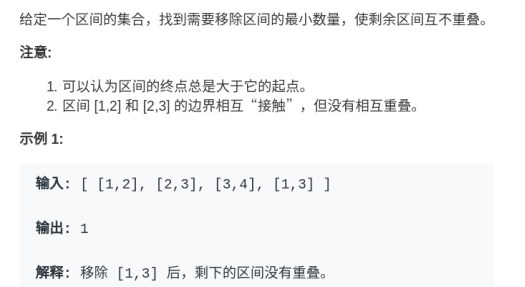 给定一个区间的集合，找到需要移除区间的最小数量，使剩余区间互不重叠。
注意:
1. 可以认为区间的终点总是大于它的起点。
2. 区间 [1,2] 和 [2,3] 的边界相互“接触”，但没有相互重叠。
示例 1:
输入: [ [1,2], [2,3], [3,4], [1,3] ]
输出: 1
解释: 移除 [1,3] 后，剩下的区间没有重叠。